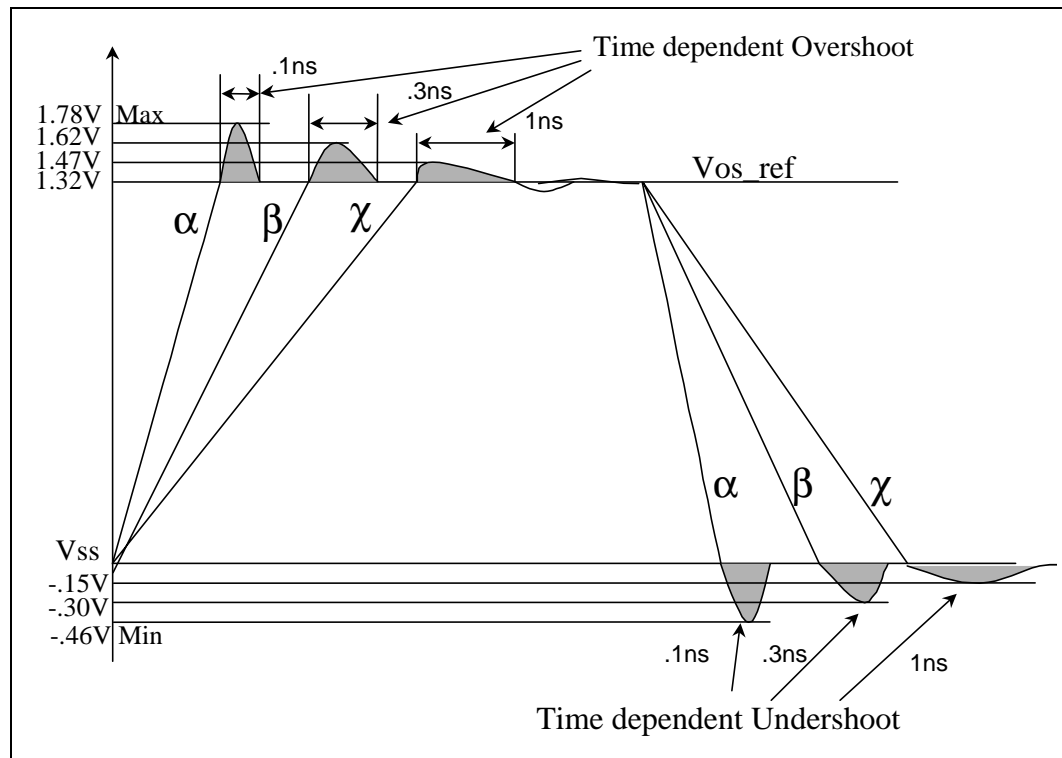 Time dependent Overshoot
.1ns
.3ns
1ns
1.78V Max
1.62V
1.47V
1.32V
Vos_ref
α
β
χ
α
β
χ
Vss
-.15V
-.30V
-.46V Min
.1ns
.3ns
1ns
Time dependent Undershoot